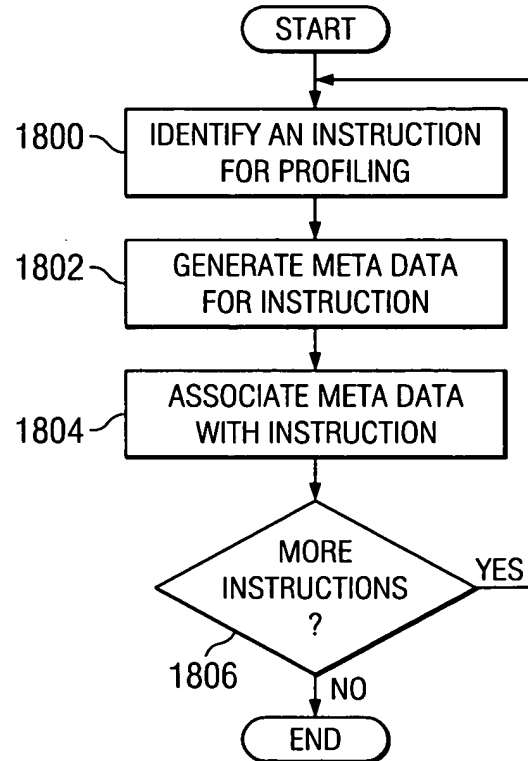 START
1800
IDENTIFY AN INSTRUCTION
FOR PROFILING
1802
GENERATE META DATA
FOR INSTRUCTION
1804
ASSOCIATE META DATA
WITH INSTRUCTION
MORE
INSTRUCTIONS
?
YES
1806
NO
END